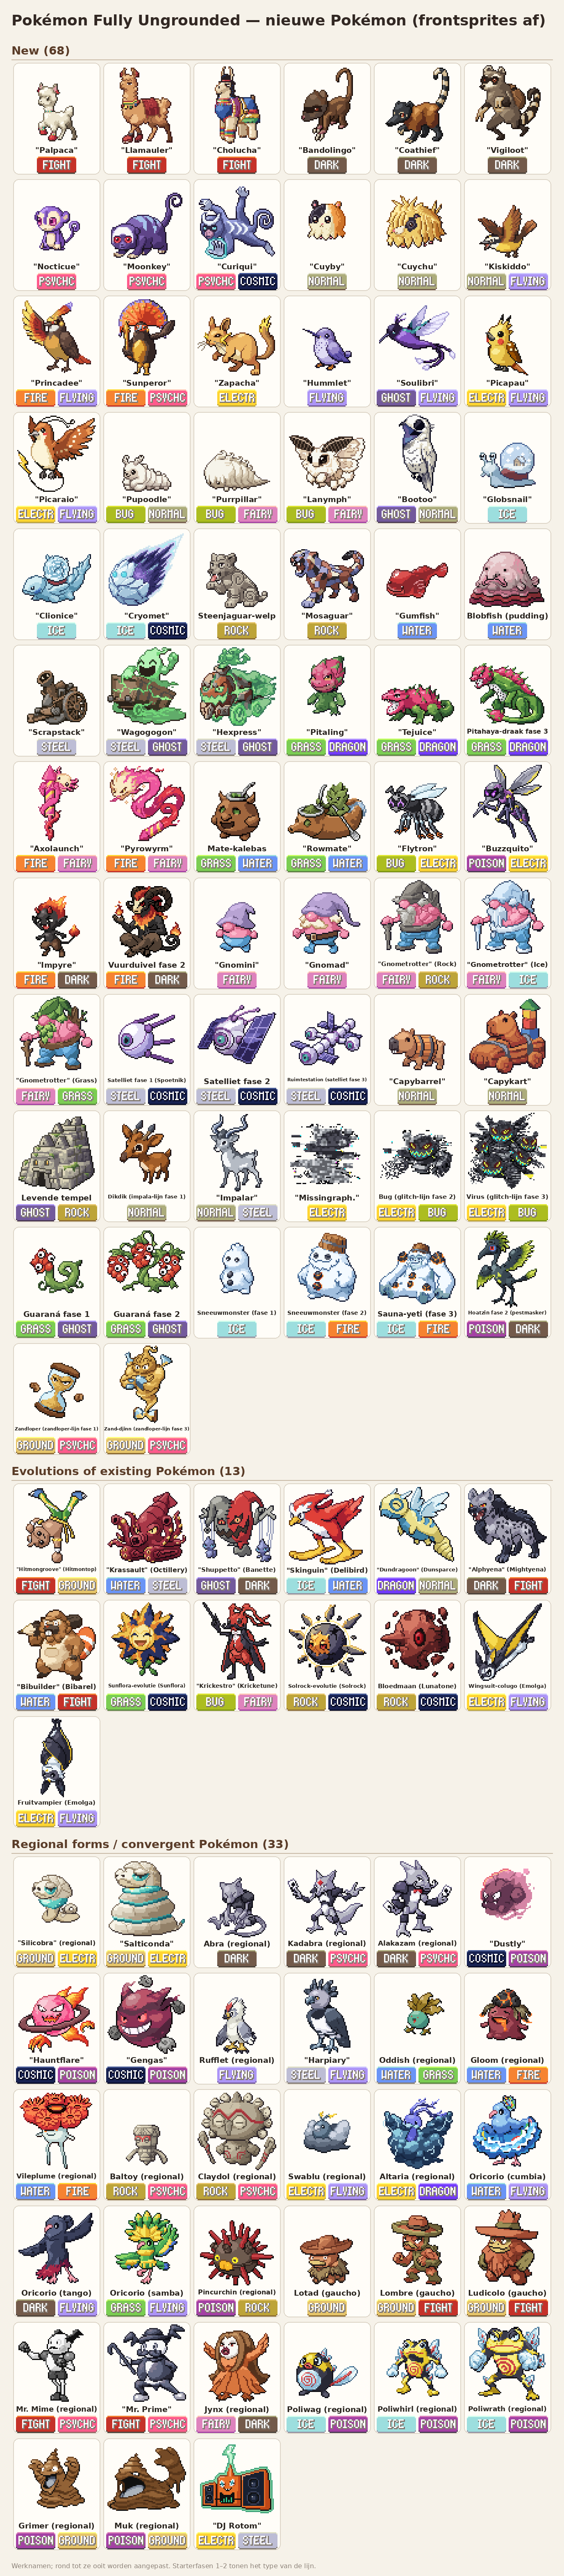 Pokémon Fully Ungrounded — nieuwe Pokémon (frontsprites af)
New (68)
"Palpaca" "Llamauler" "Cholucha" "Bandolingo" "Coathief" "Vigiloot"
FIGHT FIGHT FIGHT DARK DARK DARK
"Nocticue" "Moonkey" "Curiqui" "Cuyby" "Cuychu" "Kiskiddo"
PSYCHC PSYCHC PSYCHC COSMIC NORMAL NORMAL NORMAL FLYING
"Princadee" "Sunperor" "Zapacha" "Hummlet" "Soulibri" "Picapau"
FIRE FLYING FIRE PSYCHC ELECTR FLYING GHOST FLYING ELECTR FLYING
"Picaraio" "Pupoodle" "Purrpillar" "Lanymph" "Bootoo" "Globsnail"
ELECTR FLYING BUG NORMAL BUG FAIRY BUG FAIRY GHOST NORMAL ICE
"Clionice" "Cryomet" Steenjaguar-welp "Mosaguar" "Gumfish" Blobfish (pudding)
ICE ICE COSMIC ROCK ROCK WATER WATER
"Scrapstack" "Wagogogon" "Hexpress" "Pitaling" "Tejuice" Pitahaya-draak fase 3
STEEL STEEL GHOST STEEL GHOST GRASS DRAGON GRASS DRAGON GRASS DRAGON
"Axolaunch" "Pyrowyrm" Mate-kalebas "Rowmate" "Flytron" "Buzzquito"
FIRE FAIRY FIRE FAIRY GRASS WATER GRASS WATER BUG ELECTR POISON ELECTR
"Impyre" Vuurduivel fase 2 "Gnomini" "Gnomad" "Gnometrotter" (Rock) "Gnometrotter" (Ice)
FIRE DARK FIRE DARK FAIRY FAIRY FAIRY ROCK FAIRY ICE
"Gnometrotter" (Grass) Satelliet fase 1 (Spoetnik) Satelliet fase 2 Ruimtestation (satelliet fase 3) "Capybarrel" "Capykart"
FAIRY GRASS STEEL COSMIC STEEL COSMIC STEEL COSMIC NORMAL NORMAL
Levende tempel Dikdik (impala-lijn fase 1) "Impalar" "Missingraph." Bug (glitch-lijn fase 2) Virus (glitch-lijn fase 3)
GHOST ROCK NORMAL NORMAL STEEL ELECTR ELECTR BUG ELECTR BUG
Guaraná fase 1 Guaraná fase 2 Sneeuwmonster (fase 1) Sneeuwmonster (fase 2) Sauna-yeti (fase 3) Hoatzin fase 2 (pestmasker)
GRASS GHOST GRASS GHOST ICE ICE FIRE ICE FIRE POISON DARK
Zandloper (zandloper-lijn fase 1) Zand-djinn (zandloper-lijn fase 3)
GROUND PSYCHC GROUND PSYCHC
Evolutions of existing Pokémon (13)
"Hitmongroove" (Hitmontop) "Krassault" (Octillery) "Shuppetto" (Banette) "Skinguin" (Delibird) "Dundragoon" (Dunsparce) "Alphyena" (Mightyena)
FIGHT GROUND WATER STEEL GHOST DARK ICE WATER DRAGON NORMAL DARK FIGHT
"Bibuilder" (Bibarel) Sunflora-evolutie (Sunflora) "Krickestro" (Kricketune) Solrock-evolutie (Solrock) Bloedmaan (Lunatone) Wingsuit-colugo (Emolga)
WATER FIGHT GRASS COSMIC BUG FAIRY ROCK COSMIC ROCK COSMIC ELECTR FLYING
Fruitvampier (Emolga)
ELECTR FLYING
Regional forms / convergent Pokémon (33)
"Silicobra" (regional) "Salticonda" Abra (regional) Kadabra (regional) Alakazam (regional) "Dustly"
GROUND ELECTR GROUND ELECTR DARK DARK PSYCHC DARK PSYCHC COSMIC POISON
"Hauntflare" "Gengas" Rufflet (regional) "Harpiary" Oddish (regional) Gloom (regional)
COSMIC POISON COSMIC POISON FLYING STEEL FLYING WATER GRASS WATER FIRE
Vileplume (regional) Baltoy (regional) Claydol (regional) Swablu (regional) Altaria (regional) Oricorio (cumbia)
WATER FIRE ROCK PSYCHC ROCK PSYCHC ELECTR FLYING ELECTR DRAGON WATER FLYING
Oricorio (tango) Oricorio (samba) Pincurchin (regional) Lotad (gaucho) Lombre (gaucho) Ludicolo (gaucho)
DARK FLYING GRASS FLYING POISON ROCK GROUND GROUND FIGHT GROUND FIGHT
Mr. Mime (regional) "Mr. Prime" Jynx (regional) Poliwag (regional) Poliwhirl (regional) Poliwrath (regional)
FIGHT PSYCHC FIGHT PSYCHC FAIRY DARK ICE POISON ICE POISON ICE POISON
Grimer (regional) Muk (regional) "DJ Rotom"
POISON GROUND POISON GROUND ELECTR STEEL
Werknamen; rond tot ze ooit worden aangepast. Starterfasen 1–2 tonen het type van de lijn.